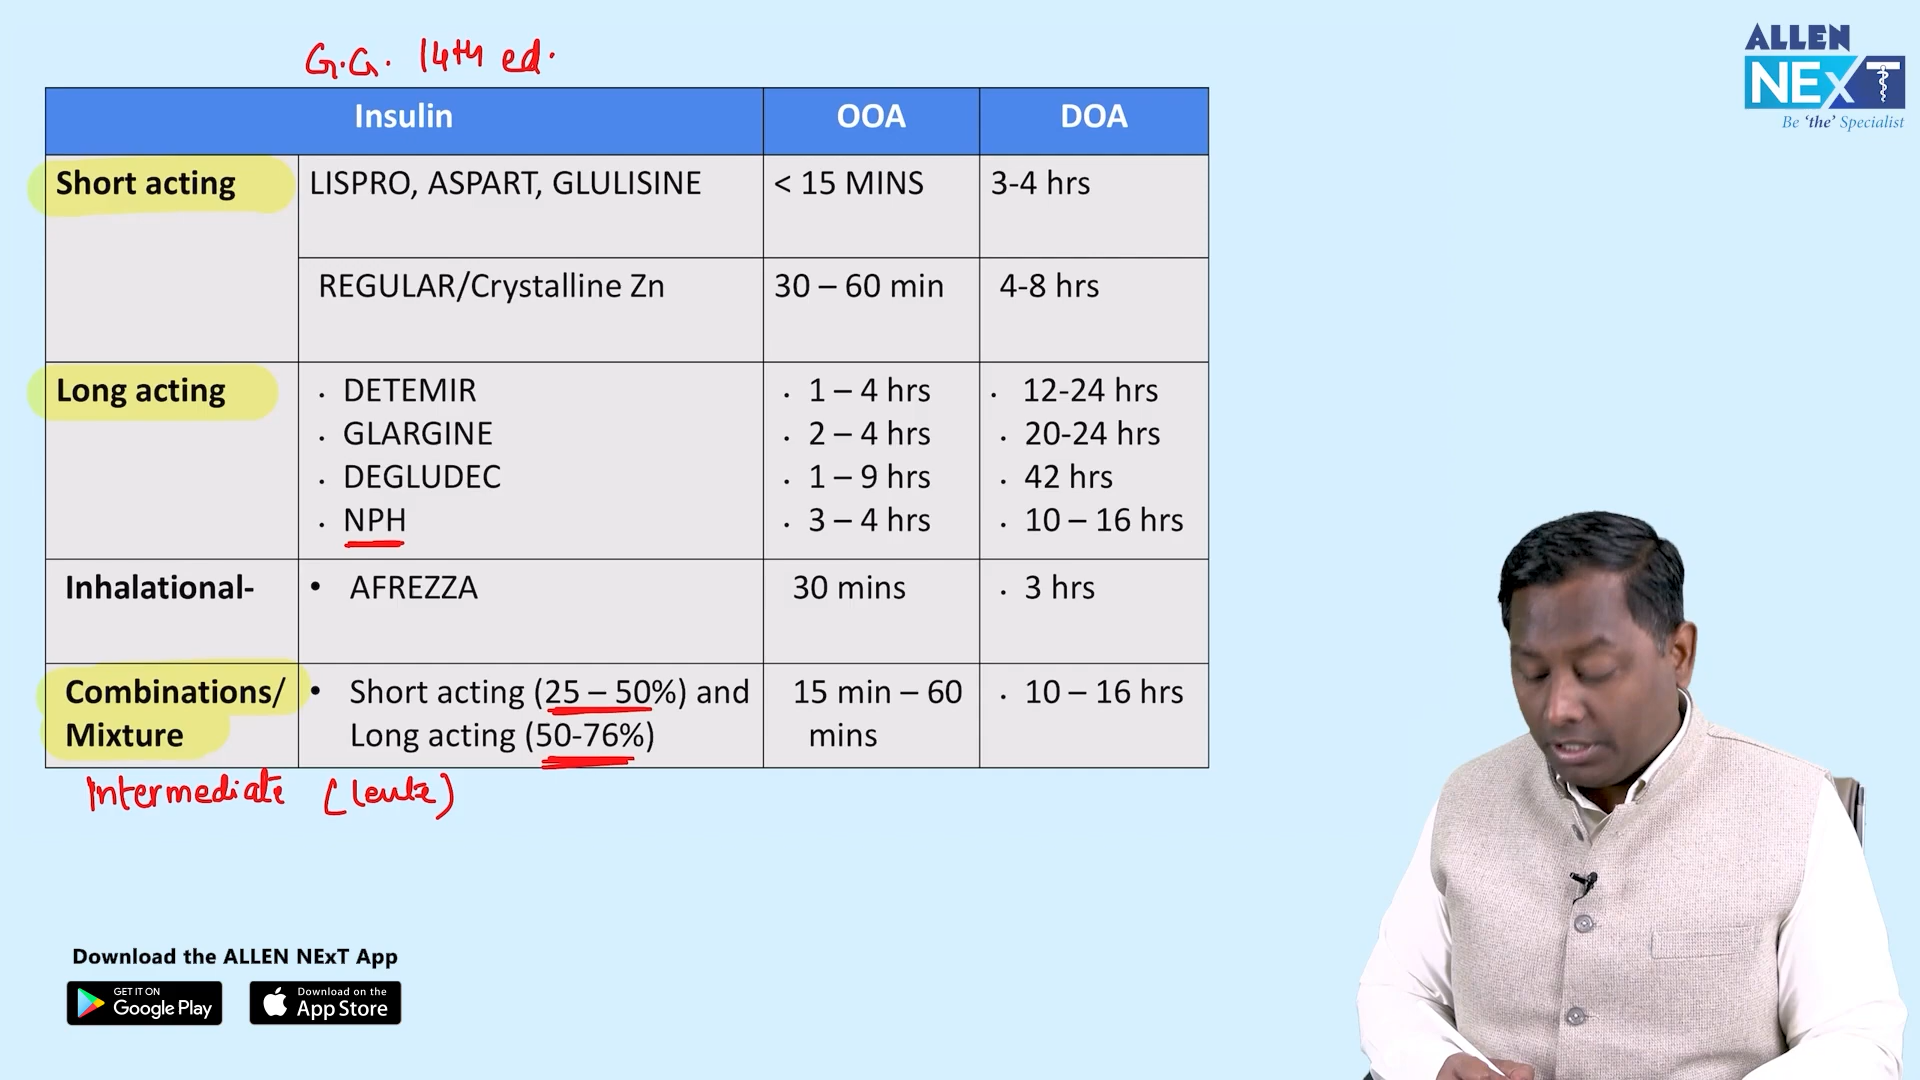 G.G. 14th ed.
ALLEN
NExT
Be 'the' Specialist
Insulin OOA DOA
Short acting LISPRO, ASPART, GLULISINE < 15 MINS 3-4 hrs
REGULAR/Crystalline Zn 30 – 60 min 4-8 hrs
Long acting • DETEMIR • 1 – 4 hrs • 12-24 hrs
• GLARGINE • 2 – 4 hrs • 20-24 hrs
• DEGLUDEC • 1 – 9 hrs • 42 hrs
• NPH • 3 – 4 hrs • 10 – 16 hrs
Inhalational- • AFREZZA 30 mins • 3 hrs
Combinations/ • Short acting (25 – 50%) and 15 min – 60 • 10 – 16 hrs
Mixture Long acting (50-76%) mins
Intermediate (lente)
Download the ALLEN NExT App
GET IT ON
Google Play
Download on the
App Store